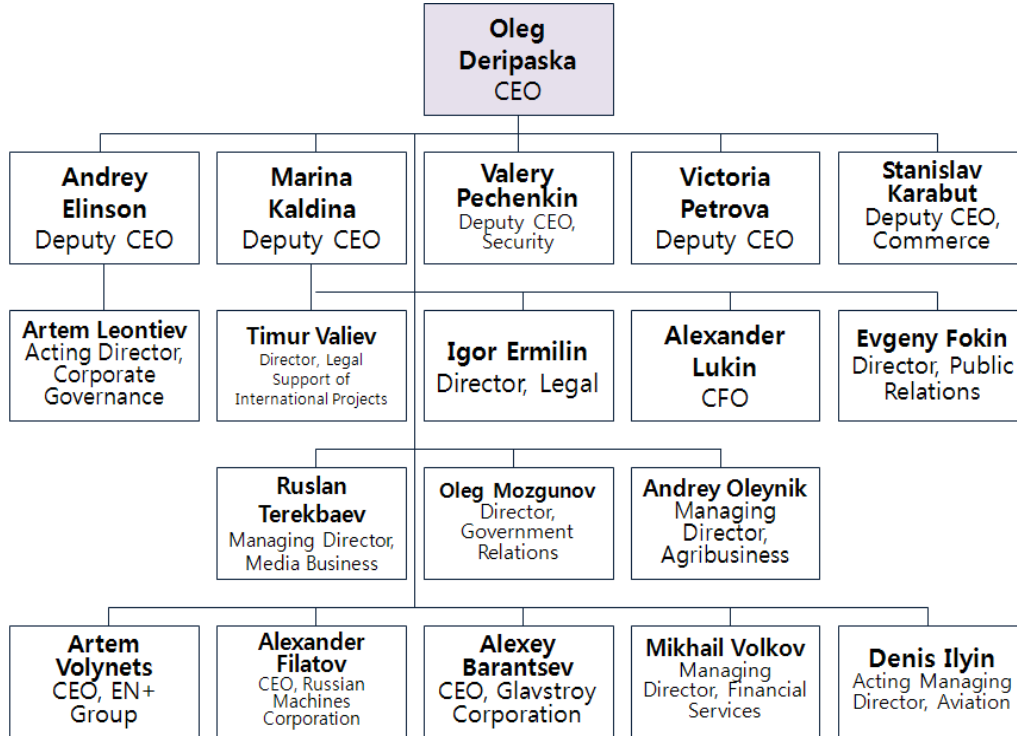 Oleg
Deripaska
CEO
Andrey
Elinson
Deputy CEO
Marina
Kaldina
Deputy CEO
Valery
Pechenkin
Deputy CEO,
Security
Victoria
Petrova
Deputy CEO
Stanislav
Karabut
Deputy CEO,
Commerce
Artem Leontiev
Acting Director,
Corporate
Governance
Timur Valiev
Director, Legal
Support of
International Projects
Igor Ermilin
Director, Legal
Alexander
Lukin
CFO
Evgeny Fokin
Director, Public
Relations
Ruslan
Terekbaev
Managing Director,
Media Business
Oleg Mozgunov
Director,
Government
Relations
Andrey Oleynik
Managing
Director,
Agribusiness
Artem
Volynets
CEO, EN+
Group
Alexander
Filatov
CEO, Russian
Machines
Corporation
Alexey
Barantsev
CEO, Glavstroy
Corporation
Mikhail Volkov
Managing
Director, Financial
Services
Denis Ilyin
Acting Managing
Director, Aviation